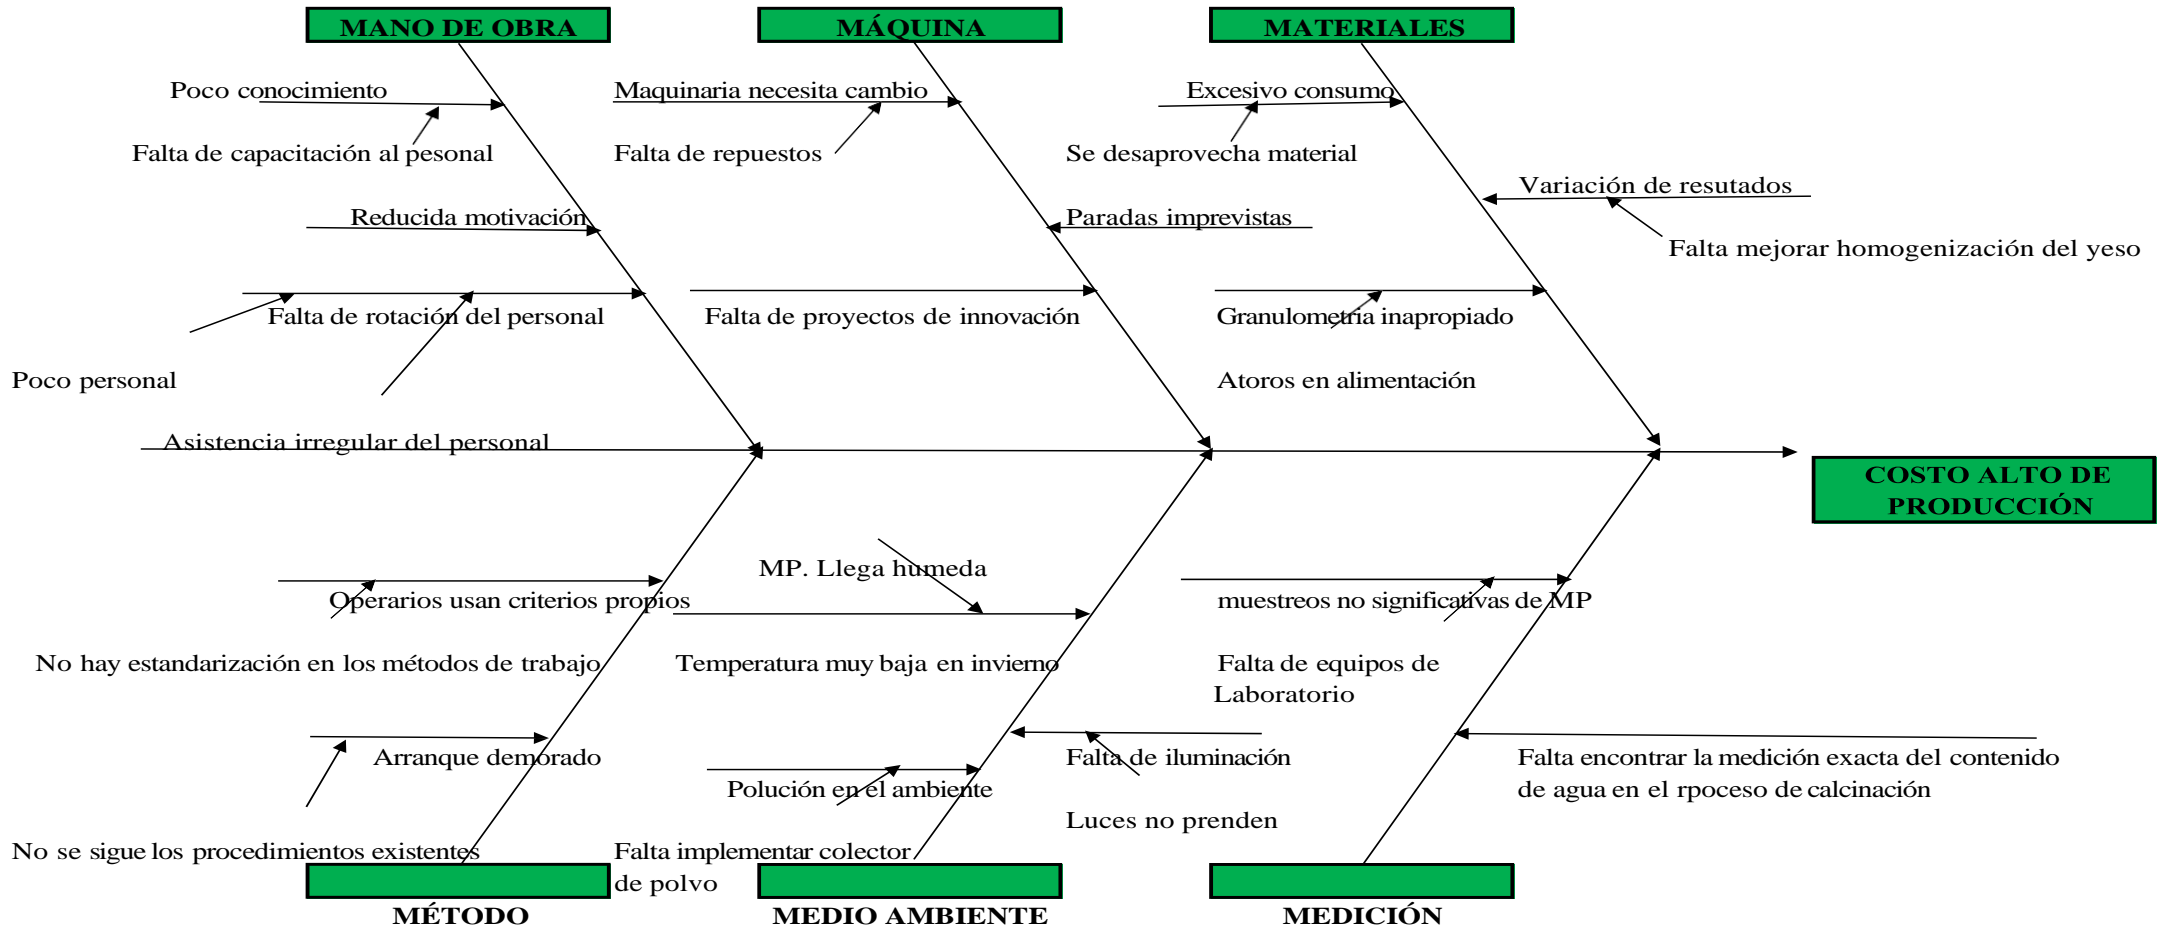 MANO DE OBRA
MÁQUINA
MATERIALES
Poco conocimiento
Maquinaria necesita cambio
Excesivo consumo
Falta de capacitación al pesonal
Falta de repuestos
Se desaprovecha material
Variación de resutados
Reducida motivación
Paradas imprevistas
Falta mejorar homogenización del yeso
Falta de rotación del personal
Falta de proyectos de innovación
Granulometria inapropiado
Poco personal
Atoros en alimentación
Asistencia irregular del personal
COSTO ALTO DE
PRODUCCIÓN
MP. Llega humeda
Operarios usan criterios propios
muestreos no significativas de MP
No hay estandarización en los métodos de trabajo
Temperatura muy baja en invierno
Falta de equipos de
Laboratorio
Arranque demorado
Falta de iluminación
Falta encontrar la medición exacta del contenido
de agua en el rpoceso de calcinación
Polución en el ambiente
Luces no prenden
No se sigue los procedimientos existentes
Falta implementar colector
de polvo
MÉTODO
MEDIO AMBIENTE
MEDICIÓN